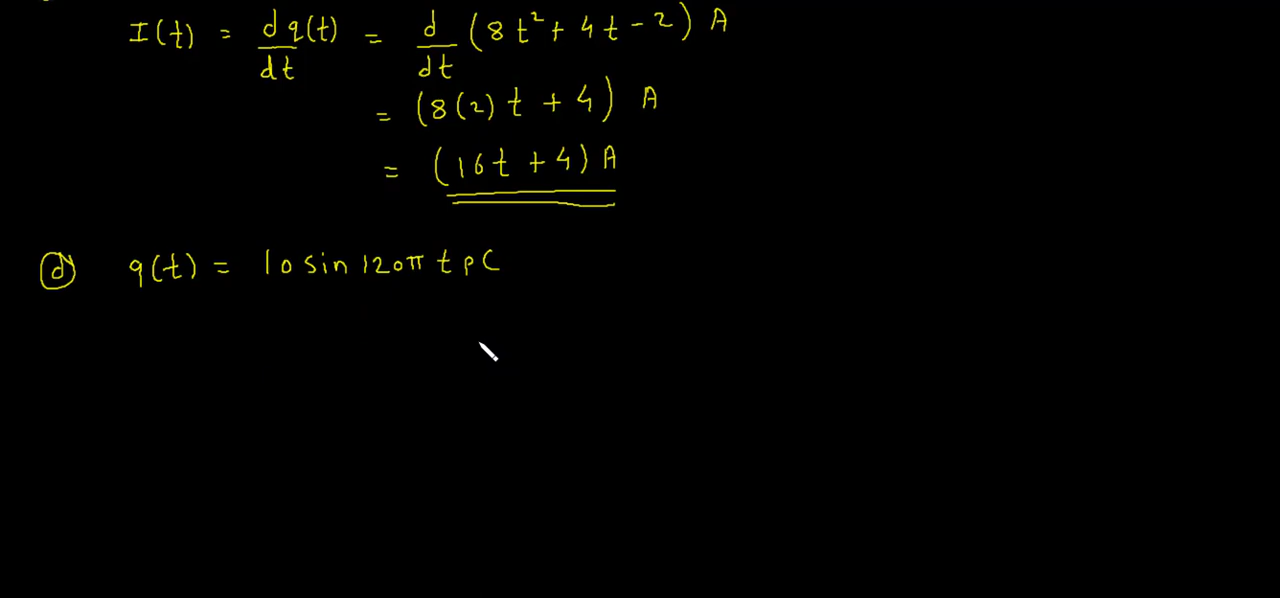 I(t) = dq(t)/dt = d/dt (8t² + 4t - 2) A
= (8(2)t + 4) A
= (16t + 4) A
ⓓ q(t) = 10 sin 120π t pC